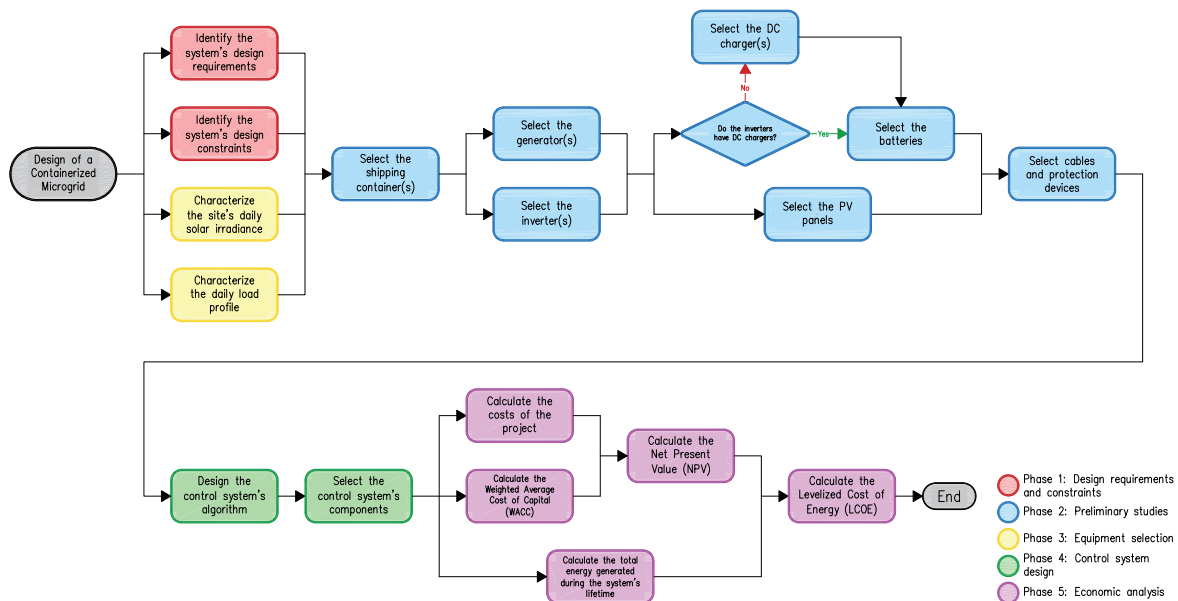 Design of a
Containerized
Microgrid
Identify the
system's design
requirements
Identify the
system's design
constraints
Characterize
the site's daily
solar irradiance
Characterize
the daily load
profile
Select the
shipping
container(s)
Select the
generator(s)
Select the
inverter(s)
Select the DC
charger(s)
No
Do the inverters
have DC chargers?
Yes
Select the
batteries
Select the PV
panels
Select cables
and protection
devices
Design the
control system's
algorithm
Select the
control system's
components
Calculate the
costs of the
project
Calculate the
Weighted Average
Cost of Capital
(WACC)
Calculate the total
energy generated
during the system's
lifetime
Calculate the
Net Present
Value (NPV)
Calculate the
Levelized Cost of
Energy (LCOE)
End
Phase 1: Design requirements
and constraints
Phase 2: Preliminary studies
Phase 3: Equipment selection
Phase 4: Control system
design
Phase 5: Economic analysis